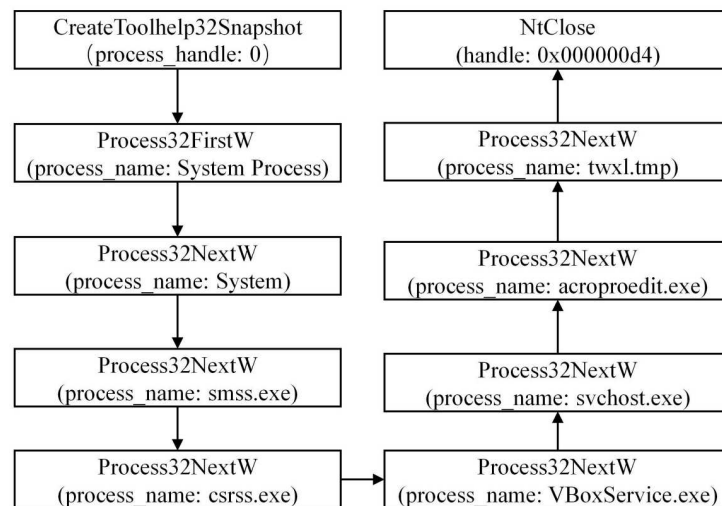 CreateToolhelp32Snapshot
(process_handle: 0)
Process32FirstW
(process_name: System Process)
Process32NextW
(process_name: System)
Process32NextW
(process_name: smss.exe)
Process32NextW
(process_name: csrss.exe)
Process32NextW
(process_name: VBoxService.exe)
Process32NextW
(process_name: svchost.exe)
Process32NextW
(process_name: acroproedit.exe)
Process32NextW
(process_name: twxl.tmp)
NtClose
(handle: 0x000000d4)